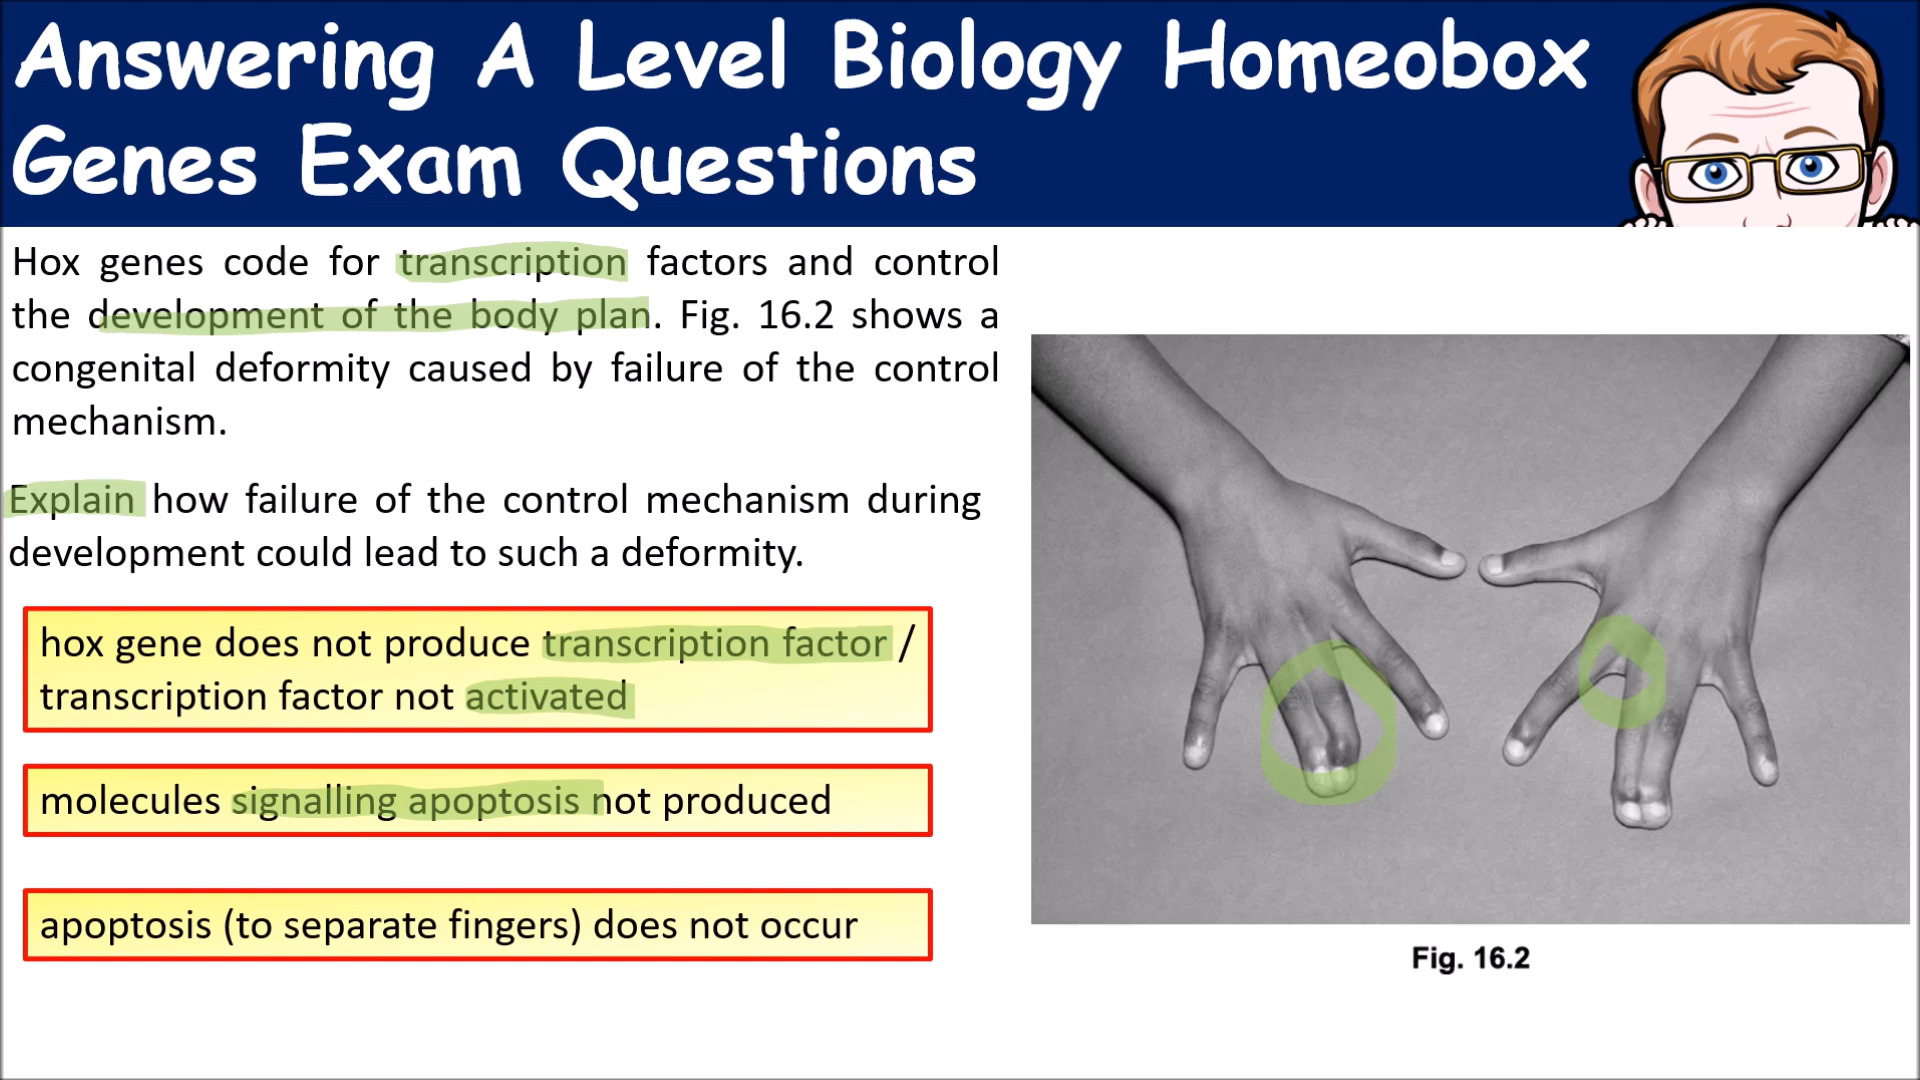 Answering A Level Biology Homeobox
Genes Exam Questions
Hox genes code for transcription factors and control
the development of the body plan. Fig. 16.2 shows a
congenital deformity caused by failure of the control
mechanism.
Explain how failure of the control mechanism during
development could lead to such a deformity.
hox gene does not produce transcription factor /
transcription factor not activated
molecules signalling apoptosis not produced
apoptosis (to separate fingers) does not occur
Fig. 16.2